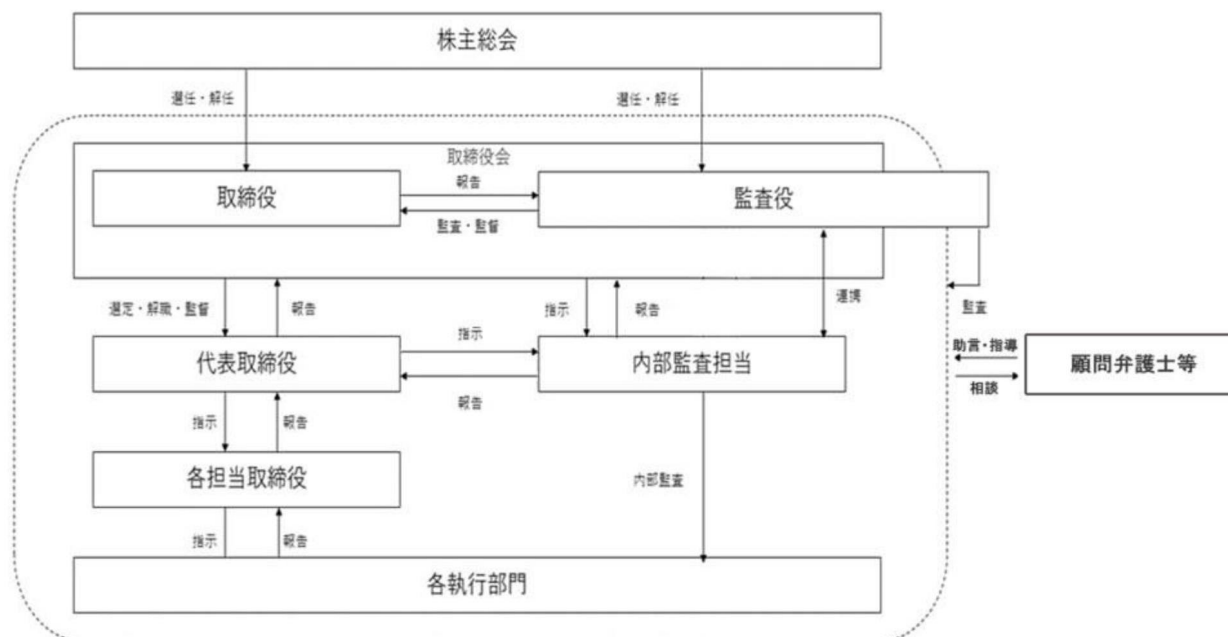 株主総会
選任・解任
選任・解任
取締役会
取締役
報告
監査役
監査・監督
選定・解職・監督
報告
指示
報告
連携
監査
代表取締役
指示
内部監査担当
助言・指導
顧問弁護士等
報告
相談
指示
報告
各担当取締役
内部監査
指示
報告
各執行部門